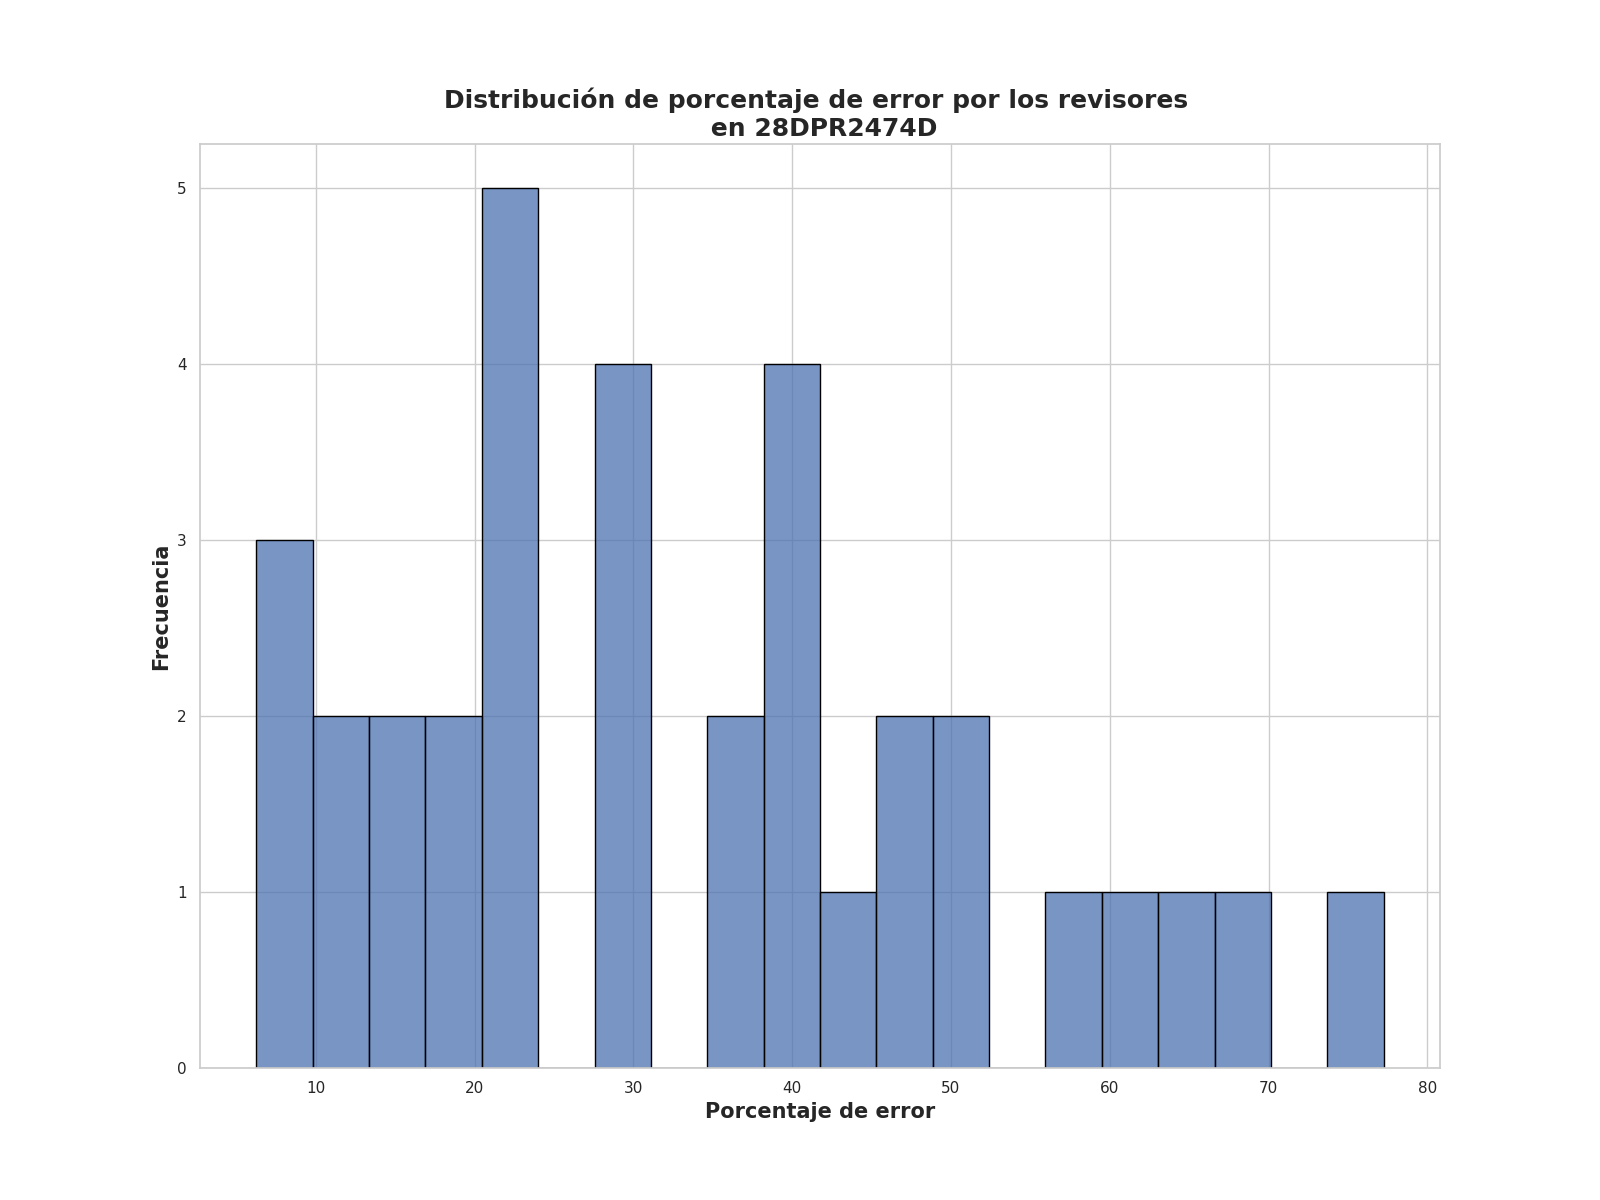 Distribución de porcentaje de error por los revisores
en 28DPR2474D
5
4
3
2
1
0
Frecuencia
10 20 30 40 50 60 70 80
Porcentaje de error